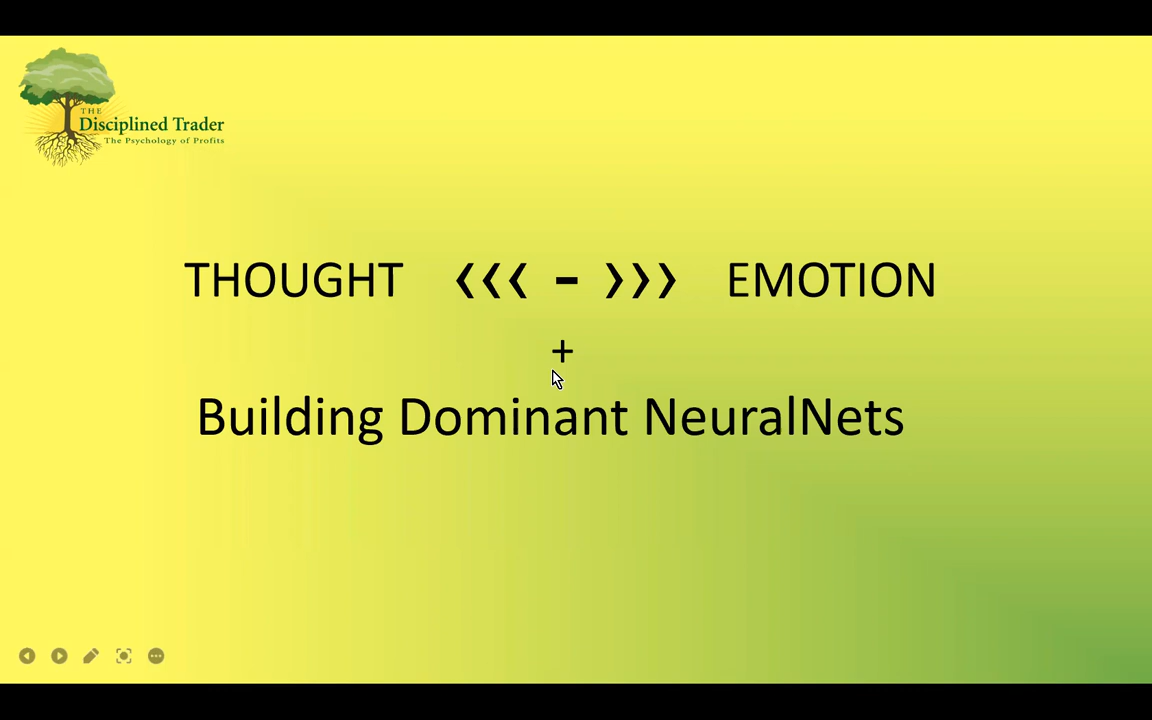 THE
Disciplined Trader
The Psychology of Profits
THOUGHT ‹‹‹ - ››› EMOTION
+
Building Dominant NeuralNets